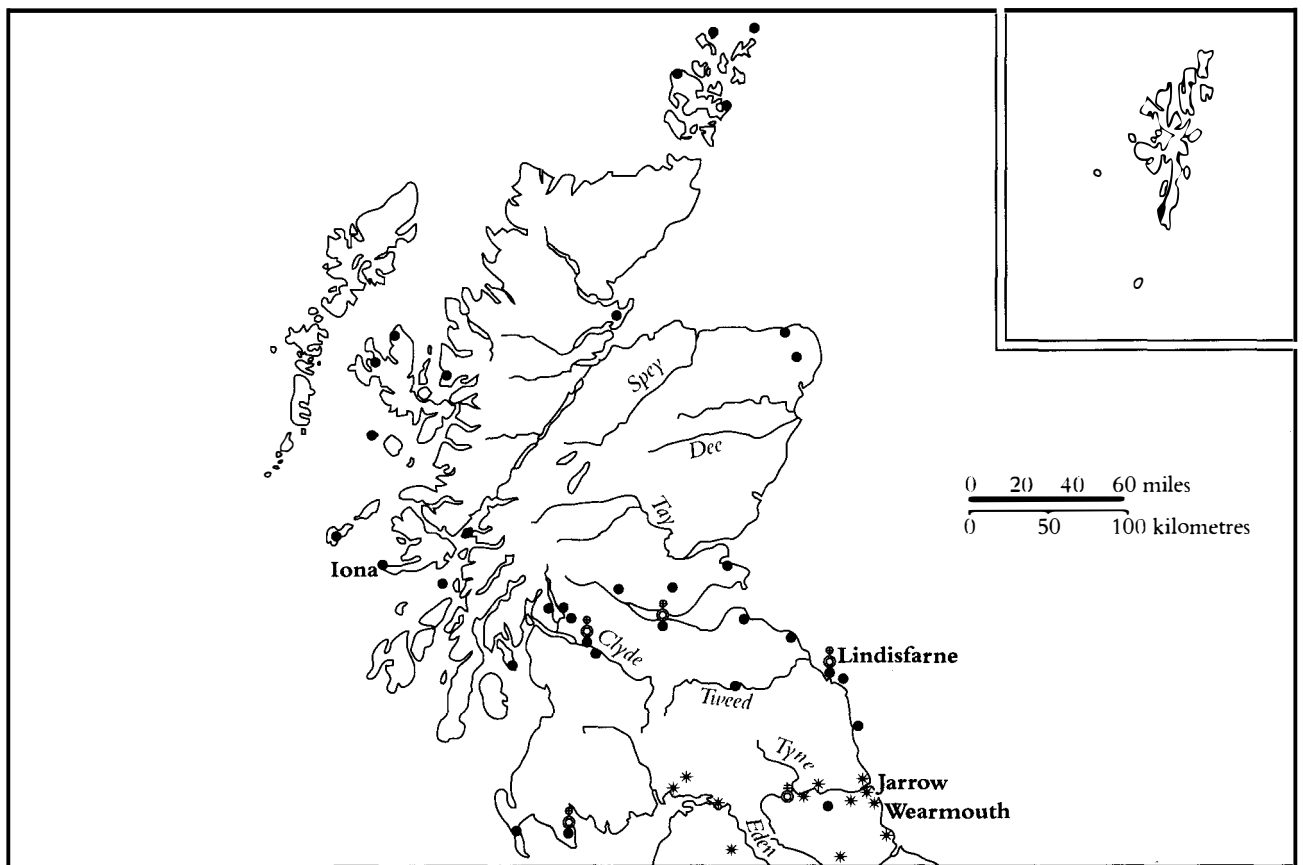 Spey
Dee
0 20 40 60 miles
0 50 100 kilometres
Tay
Iona
Clyde
Lindisfarne
Tweed
Tyne
Jarrow
Wearmouth
Eden